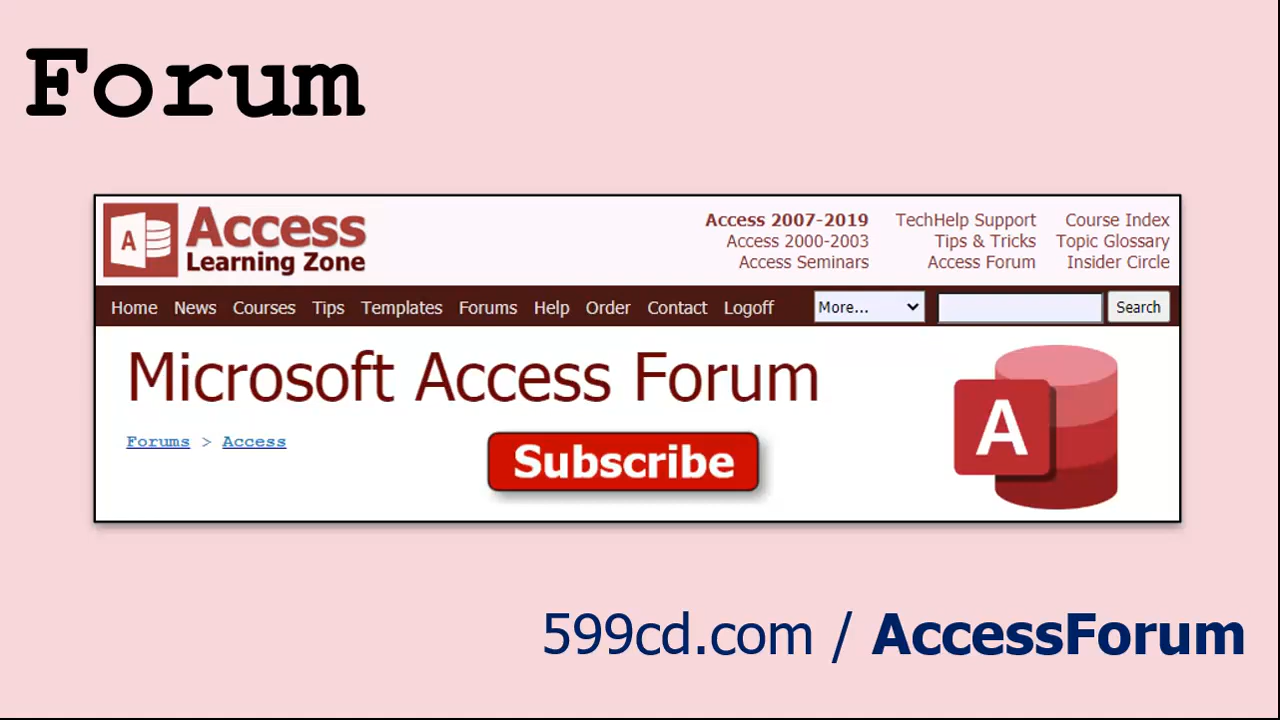 Forum
A
Access
Learning Zone
Access 2007-2019 TechHelp Support Course Index
Access 2000-2003 Tips & Tricks Topic Glossary
Access Seminars Access Forum Insider Circle
Home News Courses Tips Templates Forums Help Order Contact Logoff More... Search
Microsoft Access Forum
Forums > Access
Subscribe
A
599cd.com / AccessForum